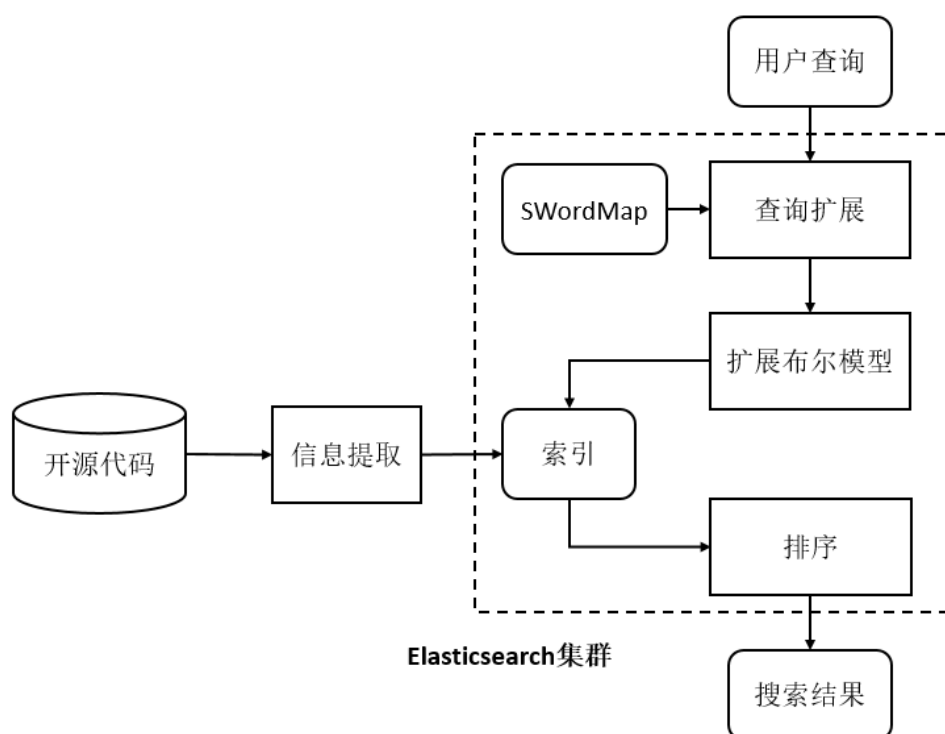 用户查询
SWordMap
查询扩展
扩展布尔模型
开源代码
信息提取
索引
排序
Elasticsearch集群
搜索结果